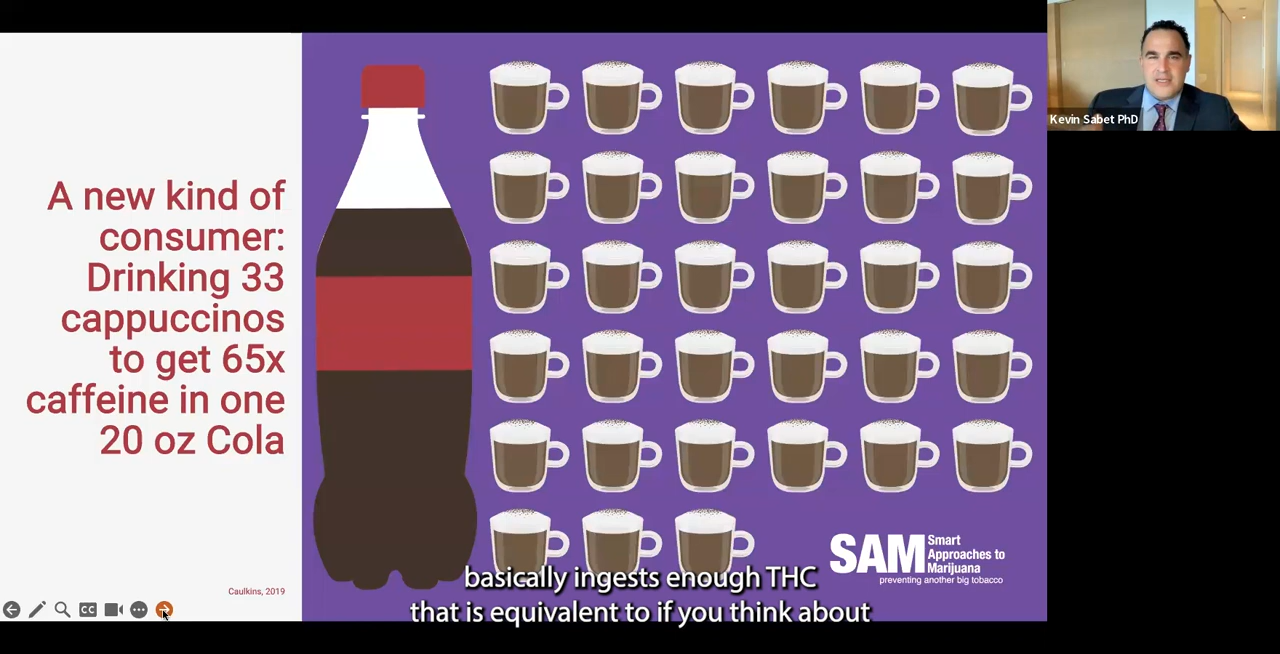 A new kind of
consumer:
Drinking 33
cappuccinos
to get 65x
caffeine in one
20 oz Cola
Caulkins, 2019
SAM
Smart
Approaches to
Marijuana
preventing another big tobacco
basically ingests enough THC
that is equivalent to if you think about
Kevin Sabet PhD
CC